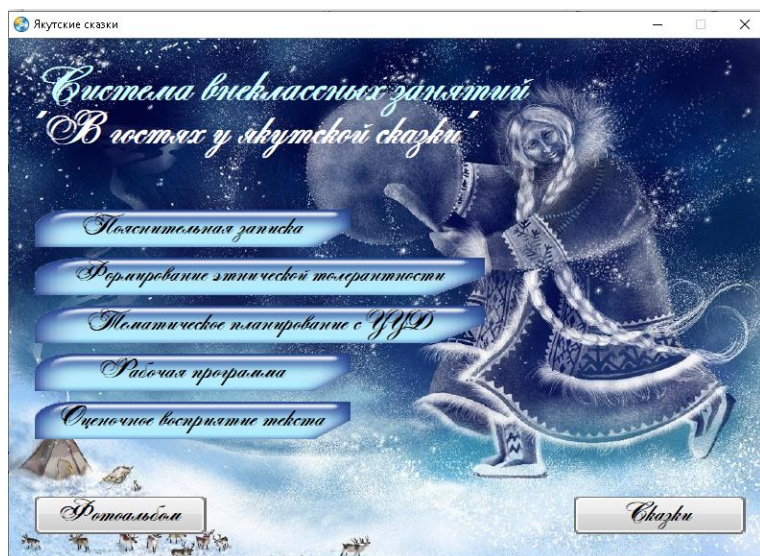 Якутские сказки
Система внеклассных занятий
"В гостях у якутской сказки"
Пояснительная записка
Формирование этнической толерантности
Тематическое планирование с УУД
Рабочая программа
Оценочное восприятие текста
Фотоальбом
Сказки